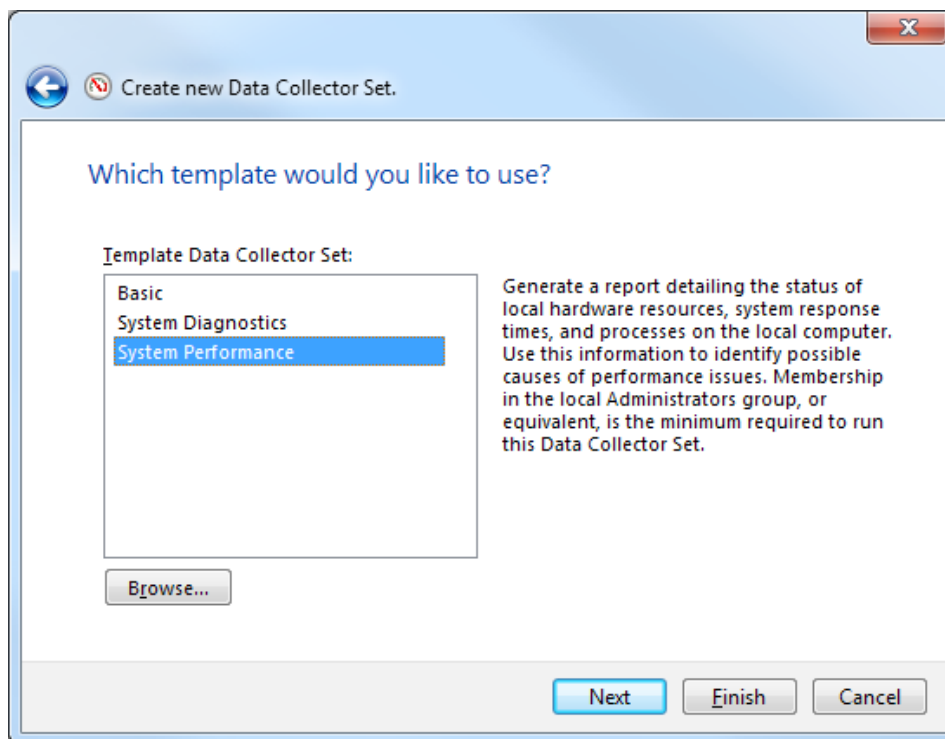 Create new Data Collector Set.
Which template would you like to use?
Template Data Collector Set:
Basic
System Diagnostics
System Performance
Generate a report detailing the status of
local hardware resources, system response
times, and processes on the local computer.
Use this information to identify possible
causes of performance issues. Membership
in the local Administrators group, or
equivalent, is the minimum required to run
this Data Collector Set.
Browse...
Next
Finish
Cancel